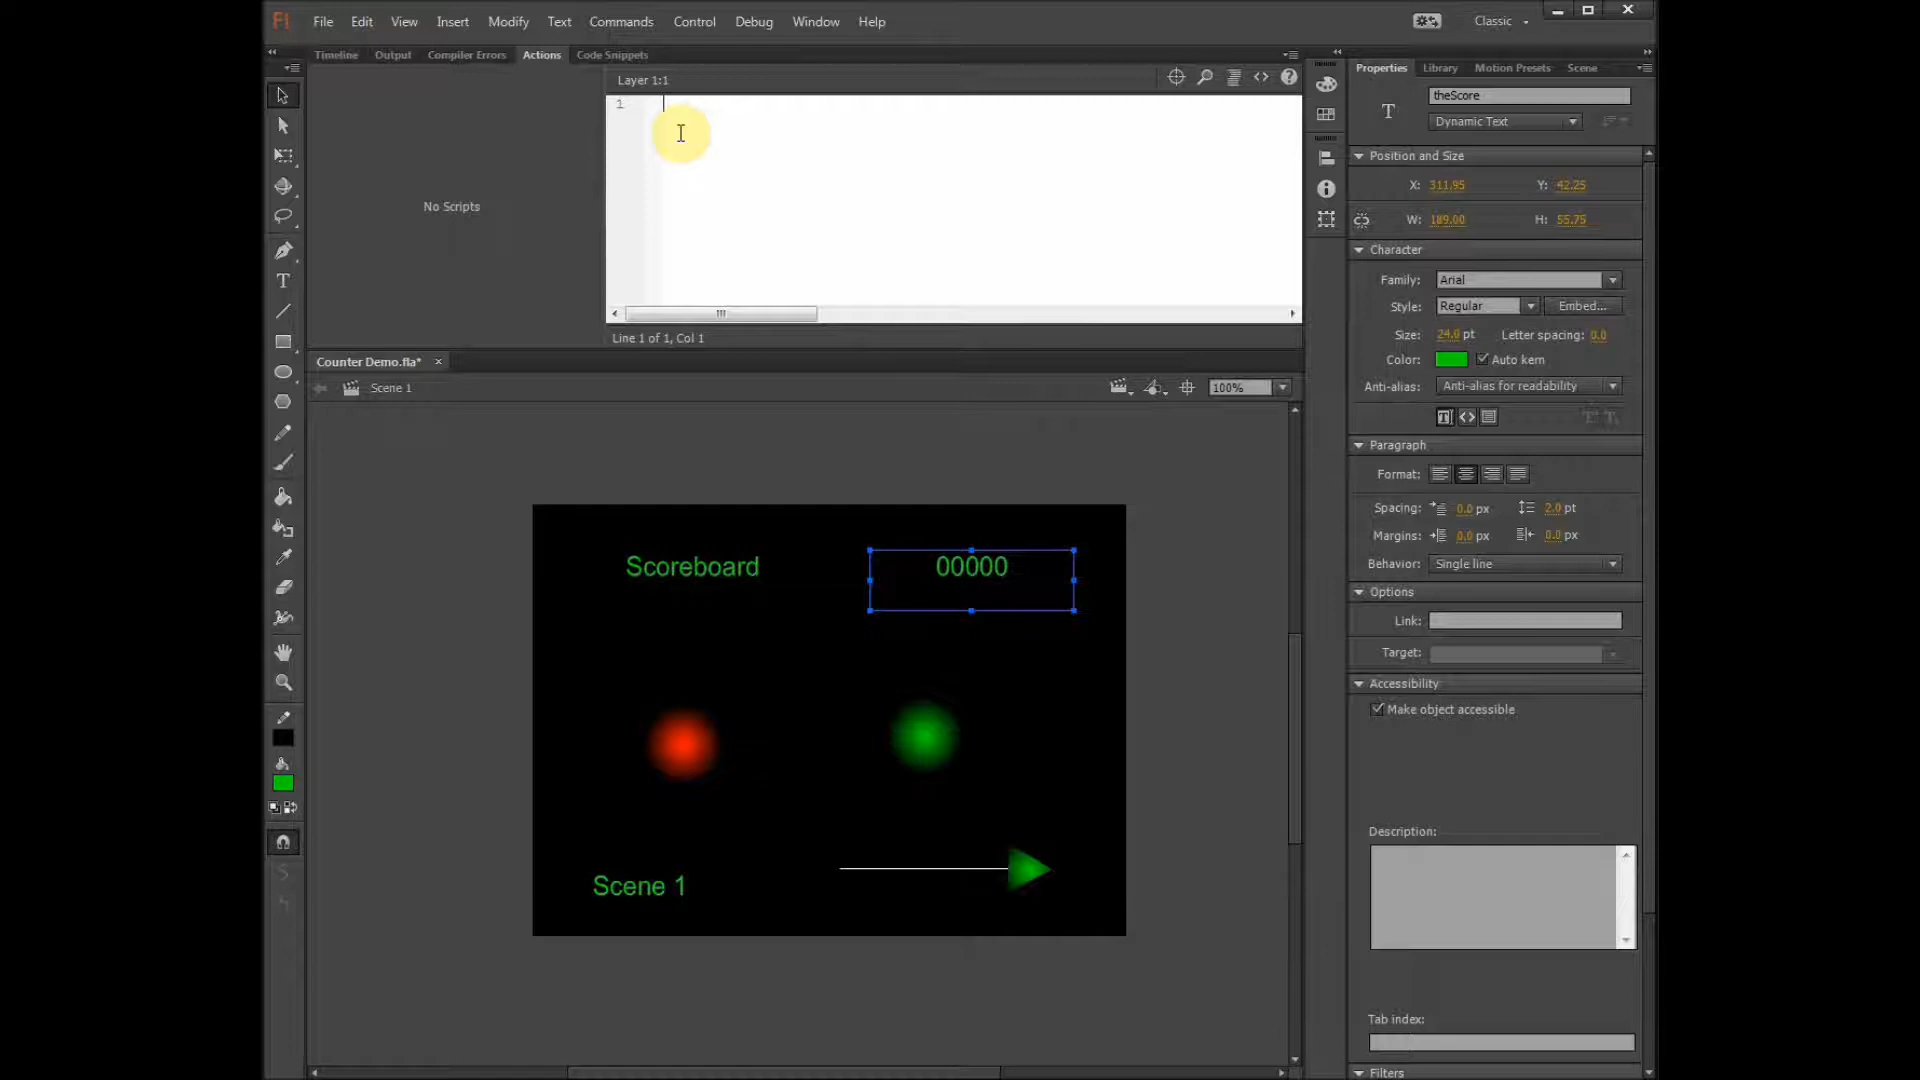 Fl File Edit View Insert Modify Text Commands Control Debug Window Help Classic
Timeline Output Compiler Errors Actions Code Snippets
Properties Library Motion Presets Scene
Layer 1:1
theScore
1
T Dynamic Text
No Scripts
Position and Size
X: 311.95 Y: 42.25
W: 189.00 H: 55.75
Character
Family: Arial
Style: Regular Embed...
Size: 24.0 pt Letter spacing: 0.0
Line 1 of 1, Col 1
Color: Auto kern
Counter Demo.fla*
Anti-alias: Anti-alias for readability
Scene 1 100%
Paragraph
Format:
Spacing: 0.0 px 2.0 pt
Margins: 0.0 px 0.0 px
Behavior: Single line
Scoreboard 00000
Options
Link:
Target:
Accessibility
Make object accessible
Description:
Scene 1
Tab index:
Filters